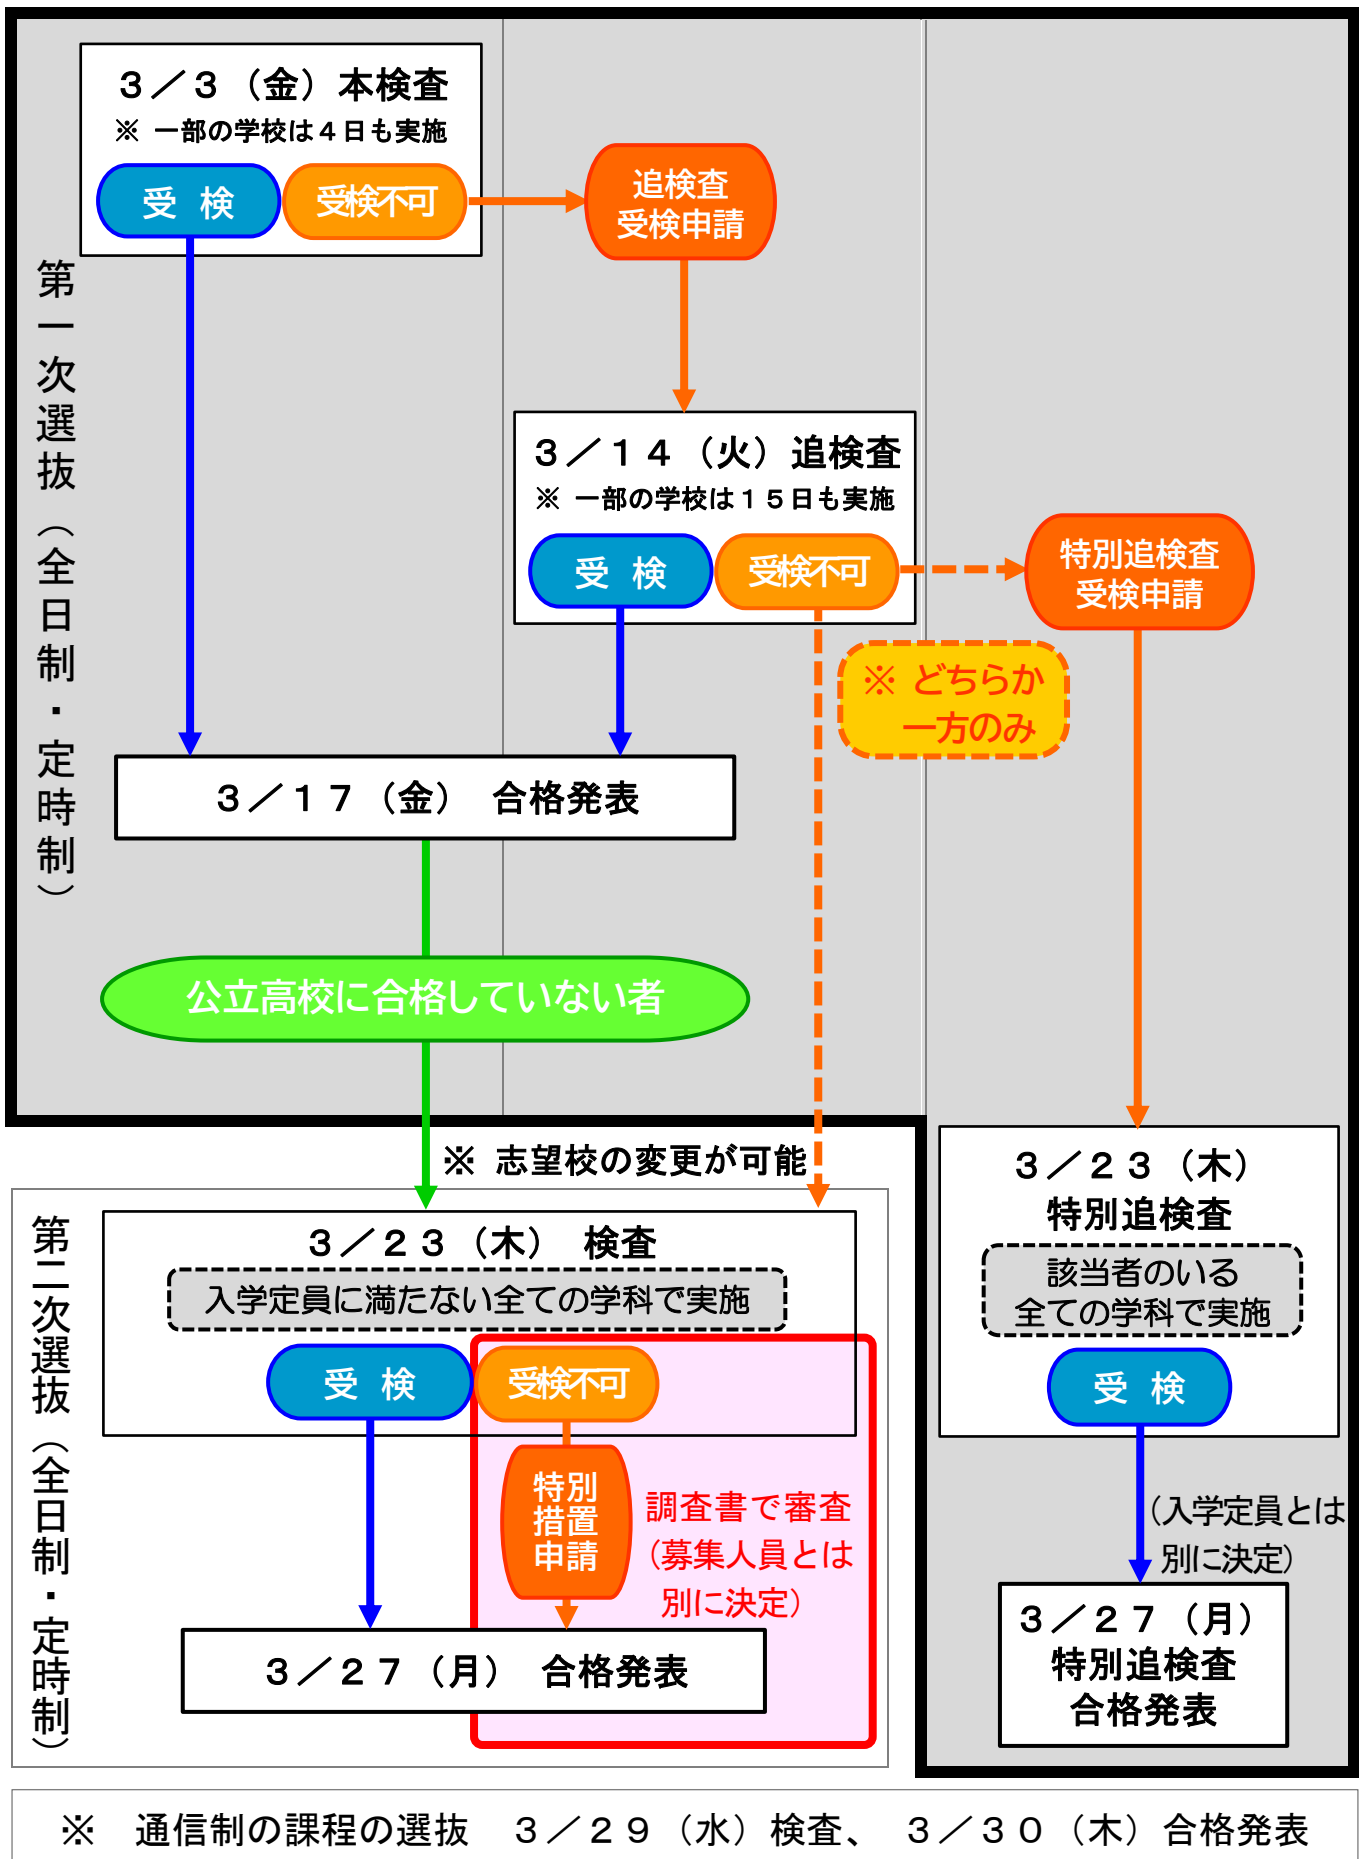 ３／３（金）本検査
※ 一部の学校は４日も実施
受 検
受検不可
追検査
受検申請
第一次選抜（全日制・定時制）
３／１４（火）追検査
※ 一部の学校は１５日も実施
受 検
受検不可
特別追検査
受検申請
※ どちらか
一方のみ
３／１７（金） 合格発表
公立高校に合格していない者
※ 志望校の変更が可能
第二次選抜（全日制・定時制）
３／２３（木） 検査
入学定員に満たない全ての学科で実施
受 検
受検不可
特別
措置
申請
調査書で審査
（募集人員とは
別に決定）
３／２７（月） 合格発表
３／２３（木）
特別追検査
該当者のいる
全ての学科で実施
受 検
（入学定員とは
別に決定）
３／２７（月）
特別追検査
合格発表
※ 通信制の課程の選抜 ３／２９（水）検査、 ３／３０（木）合格発表